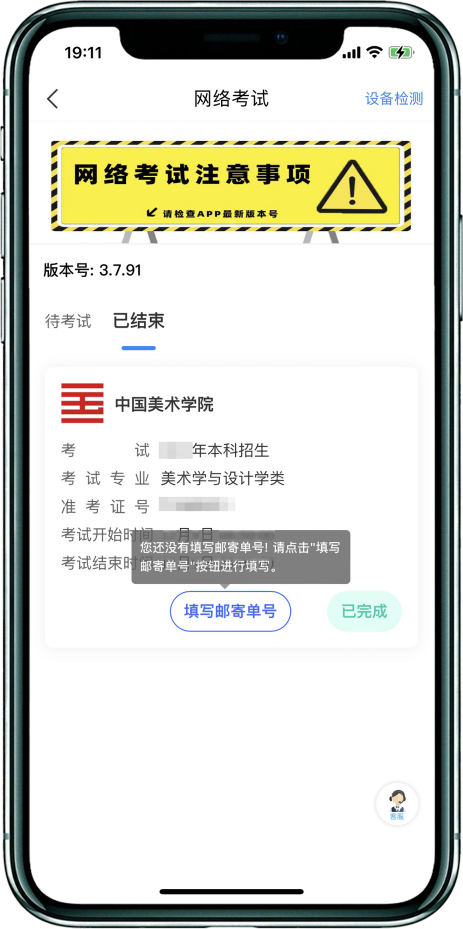 19:11
网络考试
设备检测
网络考试注意事项
请检查APP最新版本号
版本号: 3.7.91
待考试 已结束
中国美术学院
考试 年本科招生
考试专业 美术学与设计学类
准考证号
考试开始时间 月 日
考试结束时
您还没有填写邮寄单号! 请点击"填写
邮寄单号"按钮进行填写。
填写邮寄单号 已完成
客服